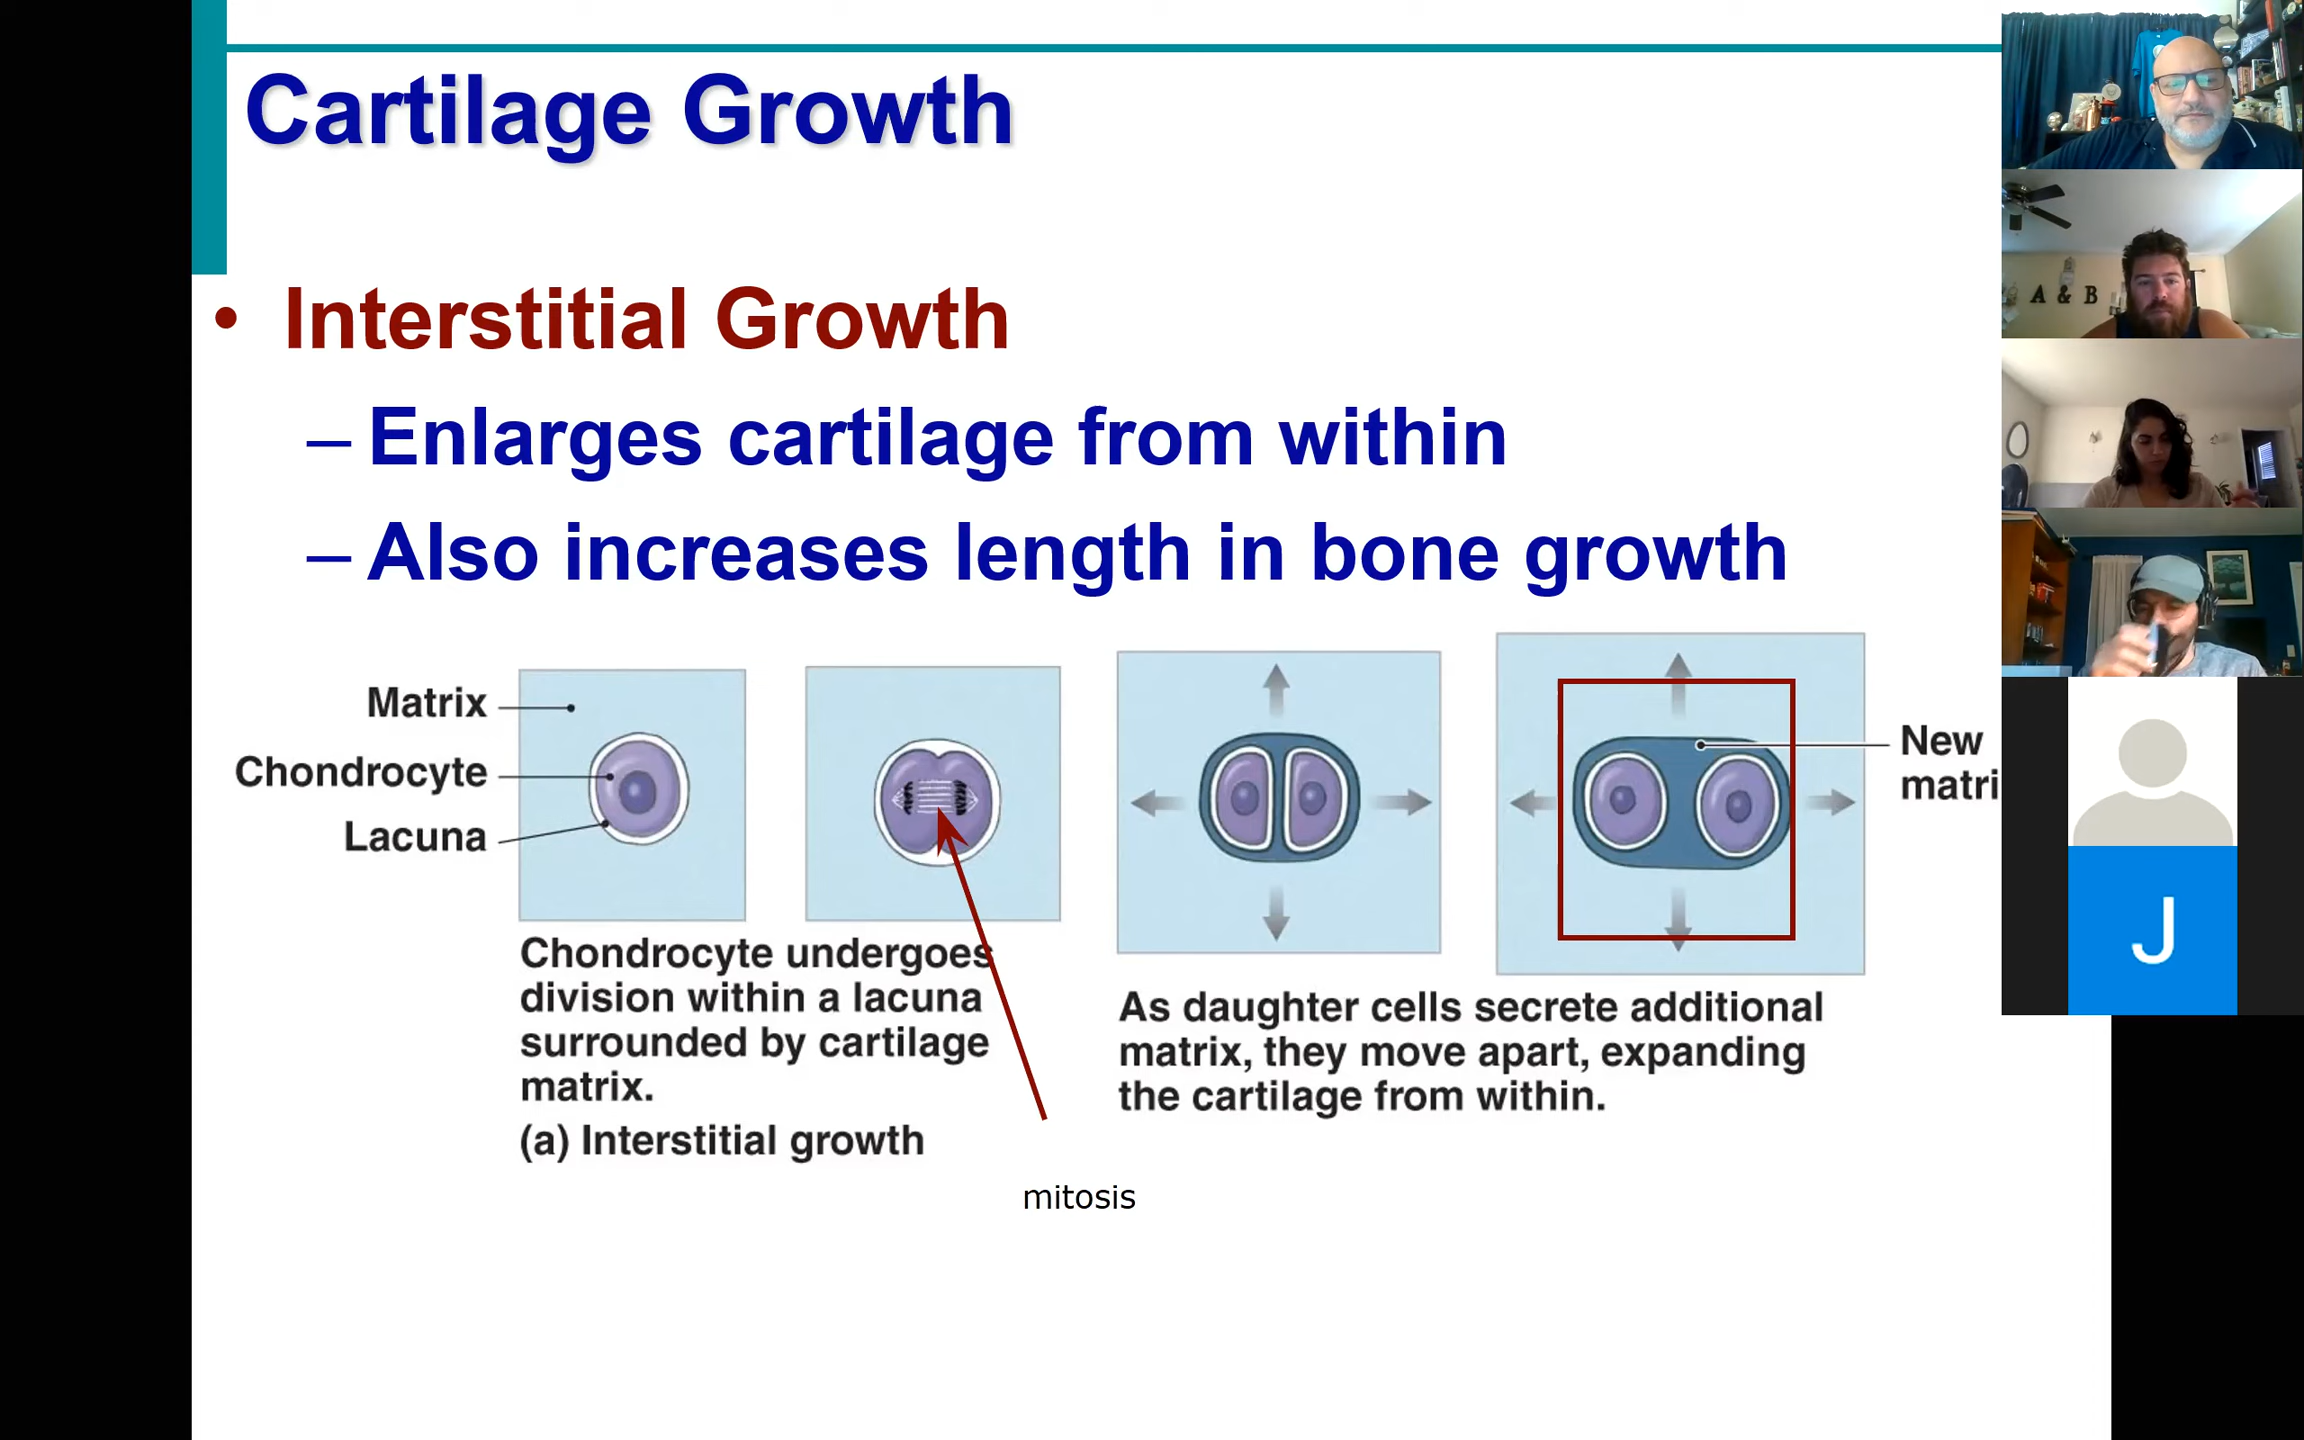 Cartilage Growth
• Interstitial Growth
– Enlarges cartilage from within
– Also increases length in bone growth
Matrix
Chondrocyte
Lacuna
New
matri
Chondrocyte undergoes
division within a lacuna
surrounded by cartilage
matrix.
(a) Interstitial growth
As daughter cells secrete additional
matrix, they move apart, expanding
the cartilage from within.
mitosis
A & B
J